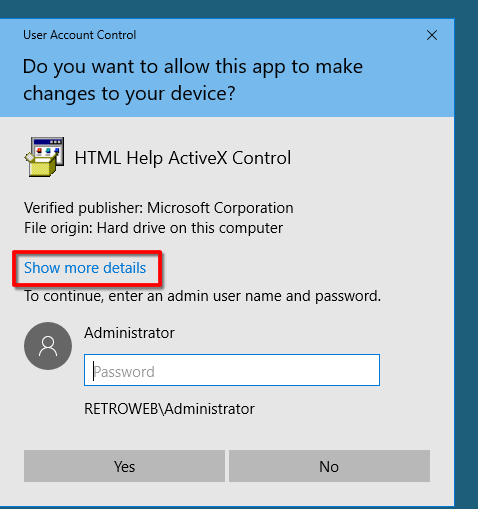 User Account Control
Do you want to allow this app to make
changes to your device?
HTML Help ActiveX Control
Verified publisher: Microsoft Corporation
File origin: Hard drive on this computer
Show more details
To continue, enter an admin user name and password.
Administrator
Password
RETROWEB\Administrator
Yes
No